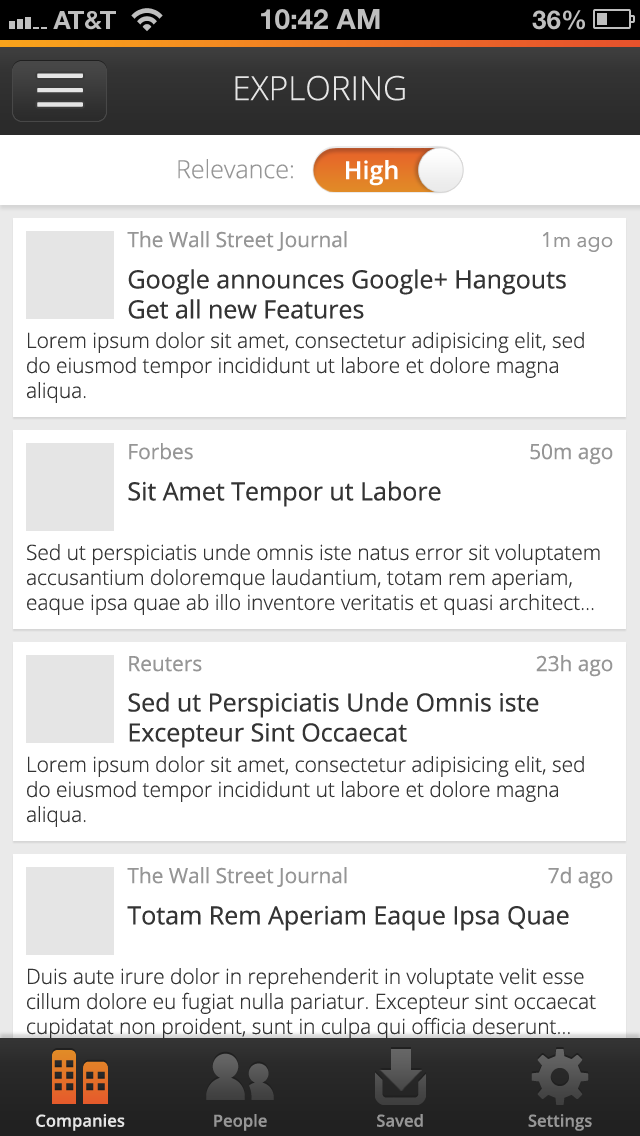 AT&T 10:42 AM 36%
EXPLORING
Relevance: High
The Wall Street Journal 1m ago
Google announces Google+ Hangouts
Get all new Features
Lorem ipsum dolor sit amet, consectetur adipisicing elit, sed
do eiusmod tempor incididunt ut labore et dolore magna
aliqua.
Forbes 50m ago
Sit Amet Tempor ut Labore
Sed ut perspiciatis unde omnis iste natus error sit voluptatem
accusantium doloremque laudantium, totam rem aperiam,
eaque ipsa quae ab illo inventore veritatis et quasi architect...
Reuters 23h ago
Sed ut Perspiciatis Unde Omnis iste
Excepteur Sint Occaecat
Lorem ipsum dolor sit amet, consectetur adipisicing elit, sed
do eiusmod tempor incididunt ut labore et dolore magna
aliqua.
The Wall Street Journal 7d ago
Totam Rem Aperiam Eaque Ipsa Quae
Duis aute irure dolor in reprehenderit in voluptate velit esse
cillum dolore eu fugiat nulla pariatur. Excepteur sint occaecat
cupidatat non proident, sunt in culpa qui officia deserunt...
Companies People Saved Settings